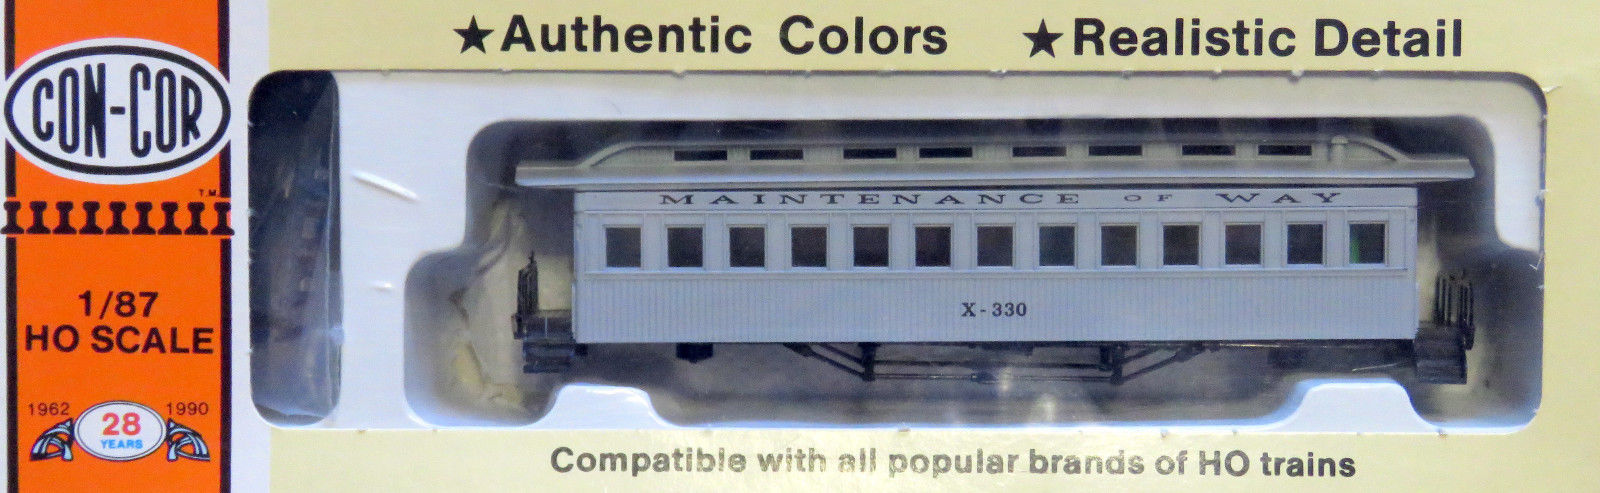 ★Authentic Colors ★Realistic Detail
CON-COR
T.M.
1/87
HO SCALE
1962 28 1990
YEARS
MAINTENANCE OF WAY
X-330
Compatible with all popular brands of HO trains